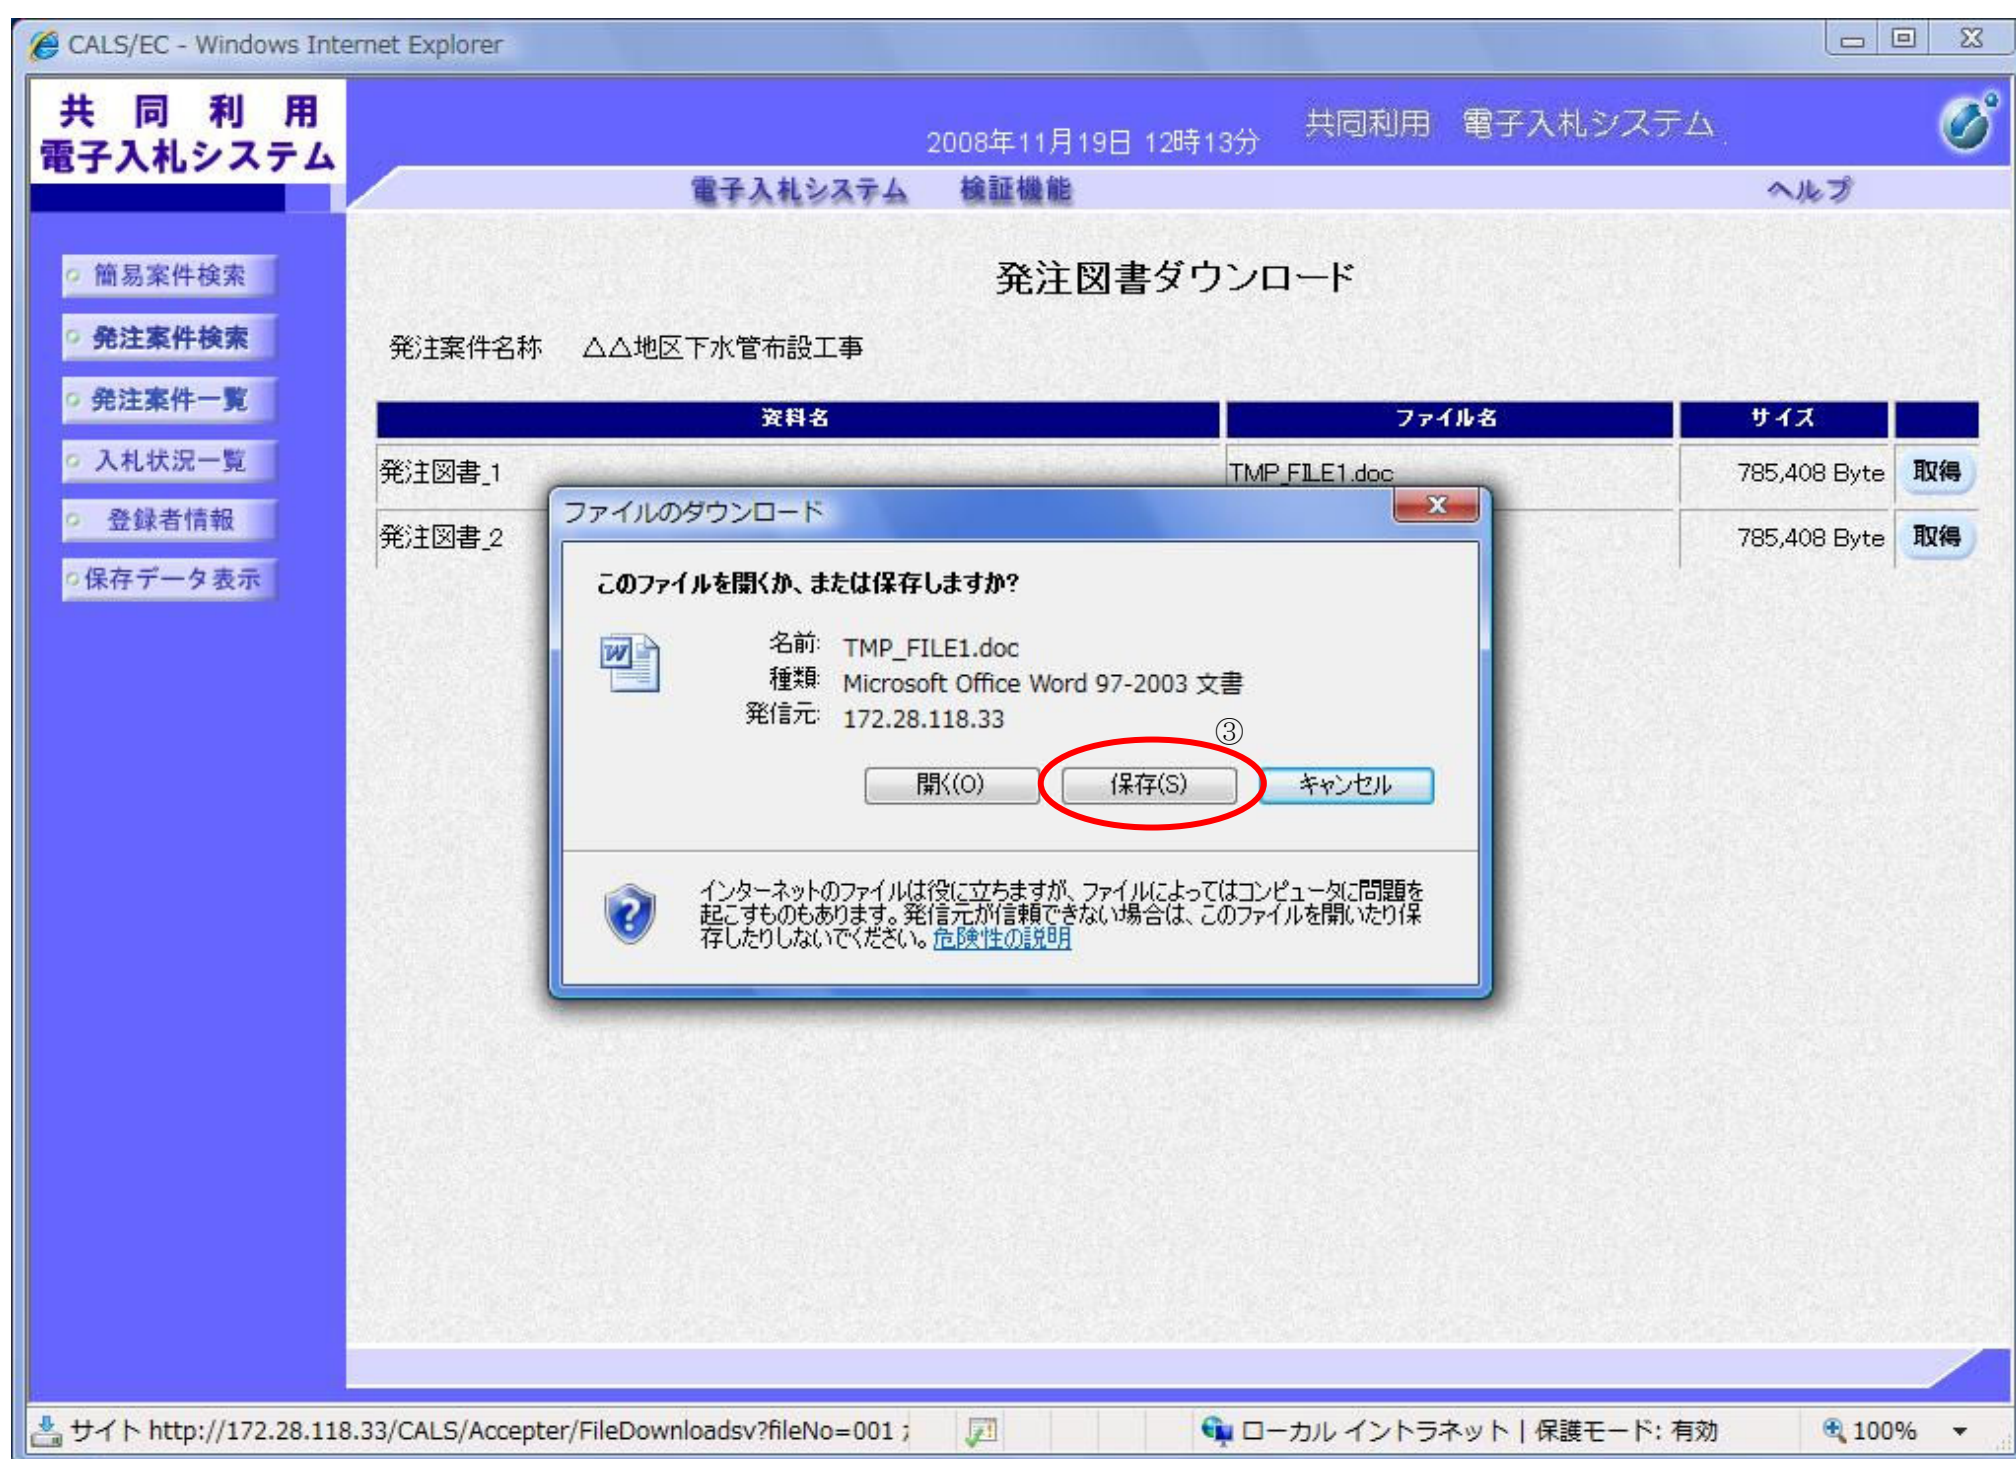 CALS/EC - Windows Internet Explorer
共同利用
電子入札システム
2008年11月19日 12時13分
共同利用 電子入札システム
電子入札システム 検証機能 ヘルプ
簡易案件検索
発注案件検索
発注案件一覧
入札状況一覧
登録者情報
保存データ表示
発注図書ダウンロード
発注案件名称 △△地区下水管布設工事
資料名 ファイル名 サイズ
発注図書_1 TMP_FILE1.doc 785,408 Byte 取得
発注図書_2 785,408 Byte 取得
ファイルのダウンロード
X
このファイルを開くか、または保存しますか?
名前: TMP_FILE1.doc
種類: Microsoft Office Word 97-2003 文書
発信元: 172.28.118.33
③
開く(O) 保存(S) キャンセル
インターネットのファイルは役に立ちますが、ファイルによってはコンピュータに問題を
起こすものもあります。発信元が信頼できない場合は、このファイルを開いたり保
存したりしないでください。危険性の説明
サイト http://172.28.118.33/CALS/Accepter/FileDownloadsv?fileNo=001
ローカル イントラネット | 保護モード: 有効
100%